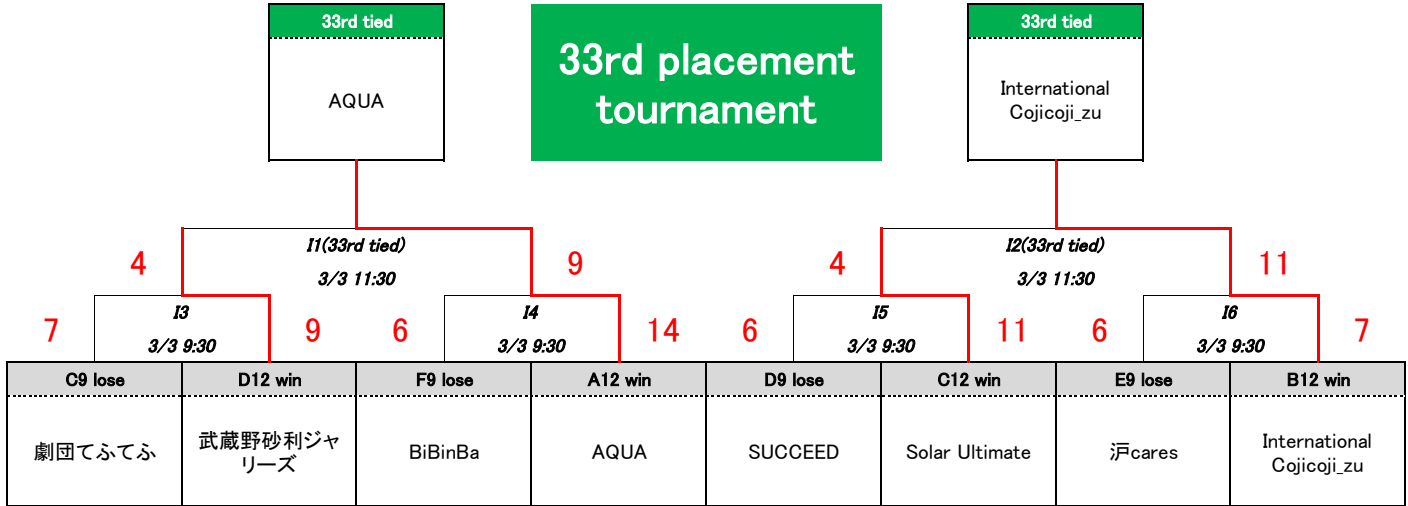 33rd tied
33rd placement
tournament
33rd tied
AQUA
International
Cojicoji_zu
I1(33rd tied)
I2(33rd tied)
4
9
4
11
3/3 11:30
3/3 11:30
I3
I4
I5
I6
7
9
6
14
6
11
6
7
3/3 9:30
3/3 9:30
3/3 9:30
3/3 9:30
C9 lose
D12 win
F9 lose
A12 win
D9 lose
C12 win
E9 lose
B12 win
劇団てふてふ
武蔵野砂利ジャ
リーズ
BiBinBa
AQUA
SUCCEED
Solar Ultimate
沪cares
International
Cojicoji_zu